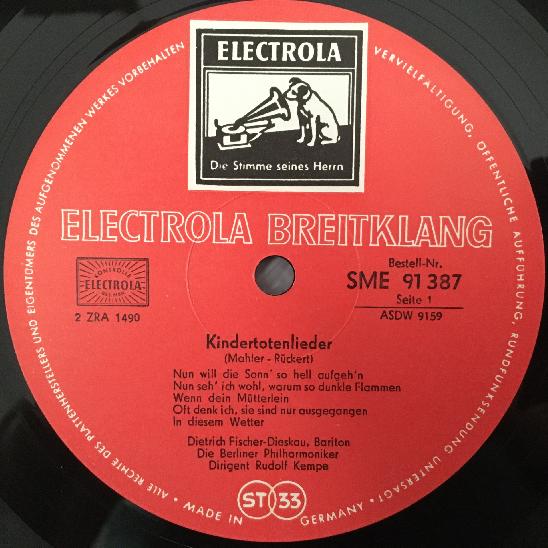 ELECTROLA
Die Stimme seines Herrn
ELECTROLA BREITKLANG
Bestell-Nr.
SME 91 387
Seite 1
ASDW 9159
ELECTROLA
2 ZRA 1490
Kindertotenlieder
(Mahler - Rückert)
Nun will die Sonn' so hell aufgeh'n
Nun seh' ich wohl, warum so dunkle Flammen
Wenn dein Mütterlein
Oft denk ich, sie sind nur ausgegangen
In diesem Wetter
Dietrich Fischer-Dieskau, Bariton
Die Berliner Philharmoniker
Dirigent Rudolf Kempe
ST 33
ALLE RECHTE DES PLATTENHERSTELLERS UND EIGENTÜMERS DES AUFGENOMMENEN WERKES VORBEHALTEN
VERVIELFÄLTIGUNG, ÖFFENTLICHE AUFFÜHRUNG, RUNDFUNKSENDUNG UNTERSAGT •
MADE IN GERMANY